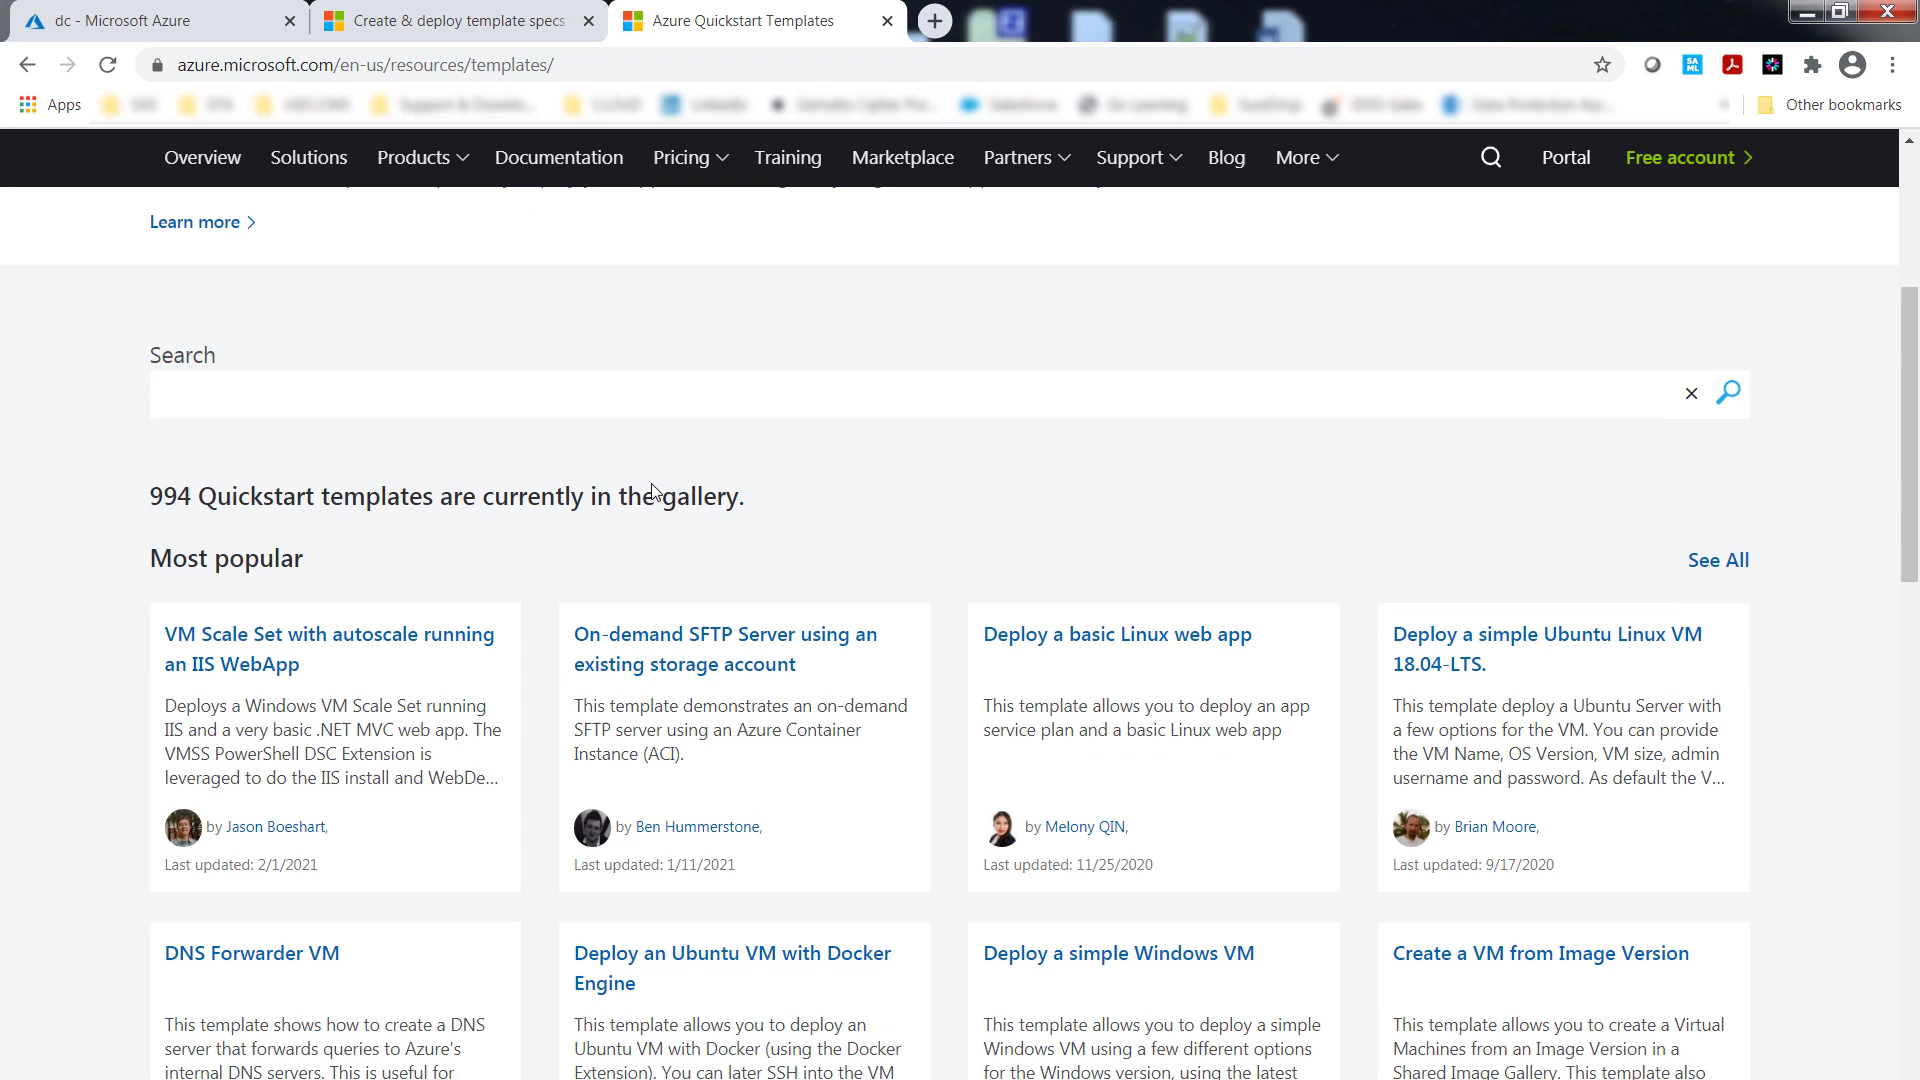 dc - Microsoft Azure
Create & deploy template specs
Azure Quickstart Templates
azure.microsoft.com/en-us/resources/templates/
Apps
Other bookmarks
Overview Solutions Products Documentation Pricing Training Marketplace Partners Support Blog More Portal Free account
Learn more
Search
994 Quickstart templates are currently in the gallery.
Most popular
See All
VM Scale Set with autoscale running
an IIS WebApp
Deploys a Windows VM Scale Set running
IIS and a very basic .NET MVC web app. The
VMSS PowerShell DSC Extension is
leveraged to do the IIS install and WebDe...
by Jason Boeshart,
Last updated: 2/1/2021
On-demand SFTP Server using an
existing storage account
This template demonstrates an on-demand
SFTP server using an Azure Container
Instance (ACI).
by Ben Hummerstone,
Last updated: 1/11/2021
Deploy a basic Linux web app
This template allows you to deploy an app
service plan and a basic Linux web app
by Melony QIN,
Last updated: 11/25/2020
Deploy a simple Ubuntu Linux VM
18.04-LTS.
This template deploy a Ubuntu Server with
a few options for the VM. You can provide
the VM Name, OS Version, VM size, admin
username and password. As default the V...
by Brian Moore,
Last updated: 9/17/2020
DNS Forwarder VM
This template shows how to create a DNS
server that forwards queries to Azure's
internal DNS servers. This is useful for
Deploy an Ubuntu VM with Docker
Engine
This template allows you to deploy an
Ubuntu VM with Docker (using the Docker
Extension). You can later SSH into the VM
Deploy a simple Windows VM
This template allows you to deploy a simple
Windows VM using a few different options
for the Windows version, using the latest
Create a VM from Image Version
This template allows you to create a Virtual
Machines from an Image Version in a
Shared Image Gallery. This template also